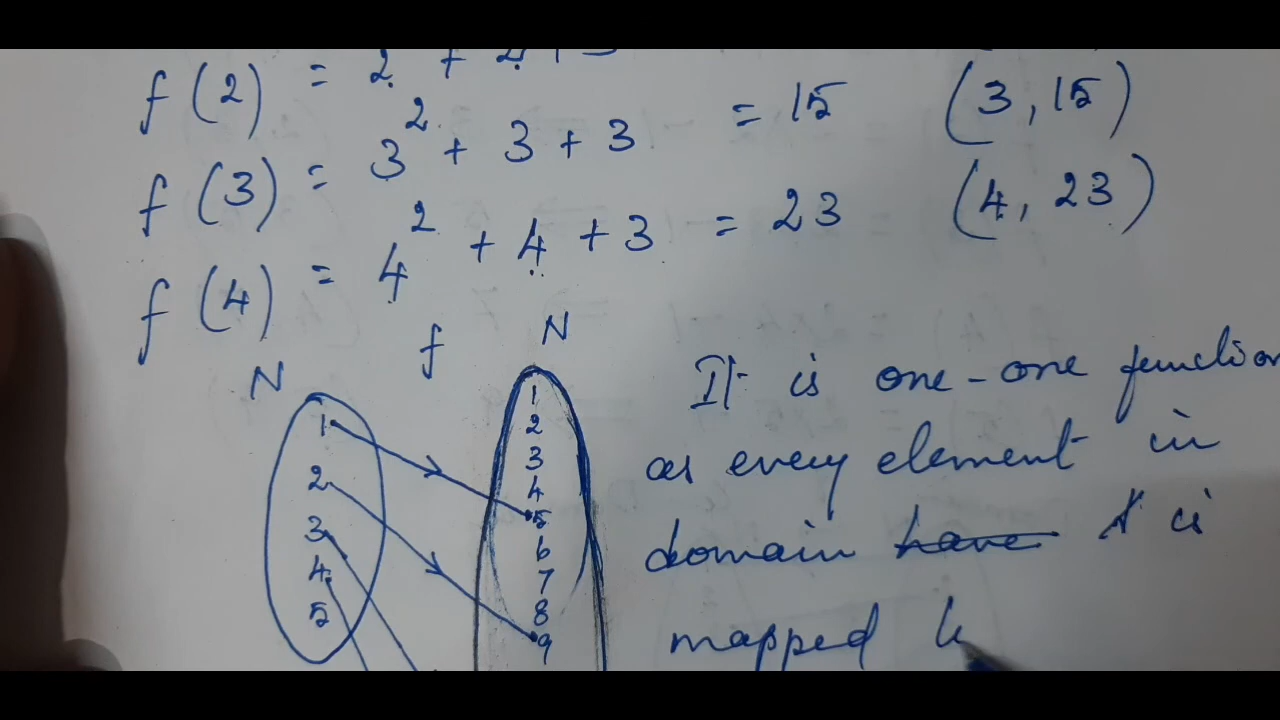 f(2) = 2 + 2 + 3
f(3) = 3² + 3 + 3 = 15 (3, 15)
f(4) = 4² + 4 + 3 = 23 (4, 23)
N f N
1
2
3
4
5
1
2
3
4
5
6
7
8
9
It is one-one function
as every element in
domain have is
mapped